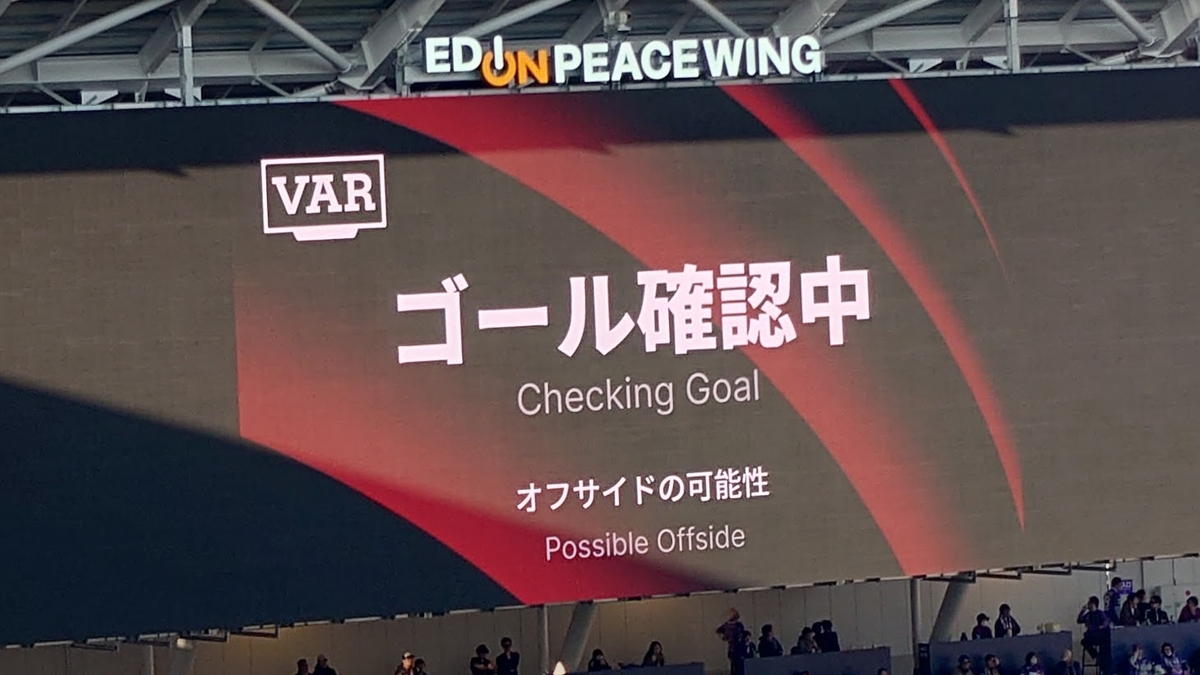 EDION PEACE WING
VAR
ゴール確認中
Checking Goal
オフサイドの可能性
Possible Offside